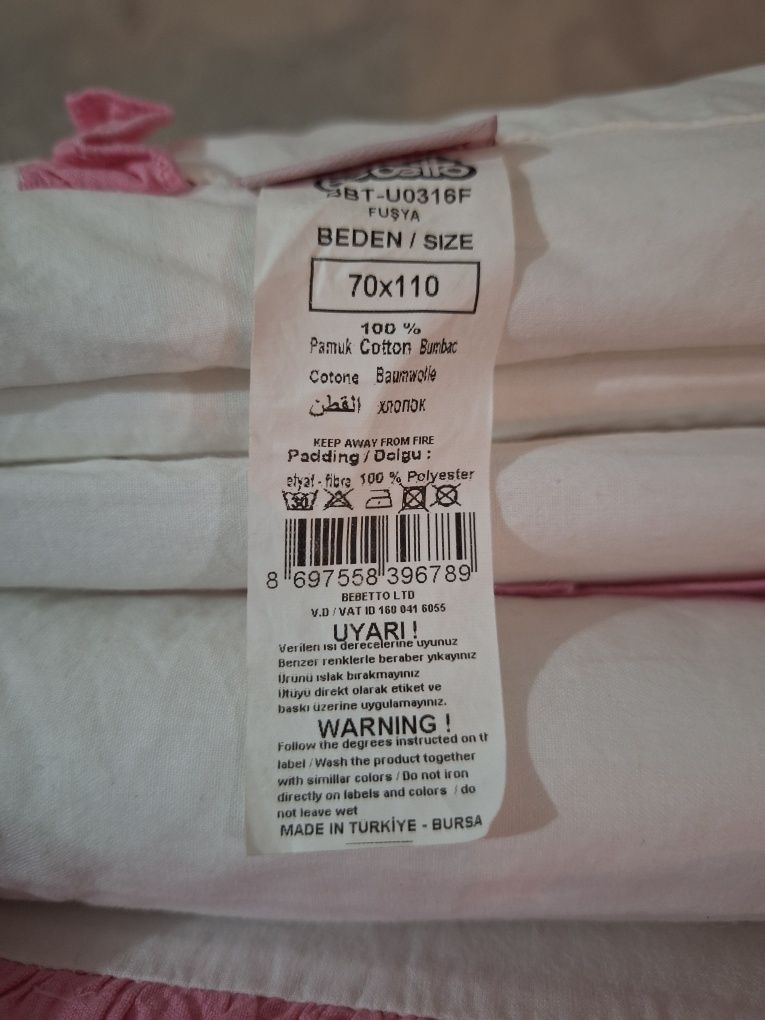 BBT-U0316F
FUŞYA
BEDEN / SIZE
70x110
100 %
Pamuk Cotton Bumbac
Cotone Baumwolle
القطن хлопок
KEEP AWAY FROM FIRE
Padding / Dolgu :
elyaf - fibra 100 % Polyester
30
8 697558 396789
BEBETTO LTD
V.D / VAT ID 160 041 6055
UYARI !
Verilen ısı derecelerine uyunuz
Benzer renklerle beraber yıkayınız
Ürünü ıslak bırakmayınız
Ütüyü direkt olarak etiket ve
baskı üzerine uygulamayınız.
WARNING !
Follow the degrees instructed on th
label / Wash the product together
with simillar colors / Do not iron
directly on labels and colors / do
not leave wet
MADE IN TÜRKİYE - BURSA